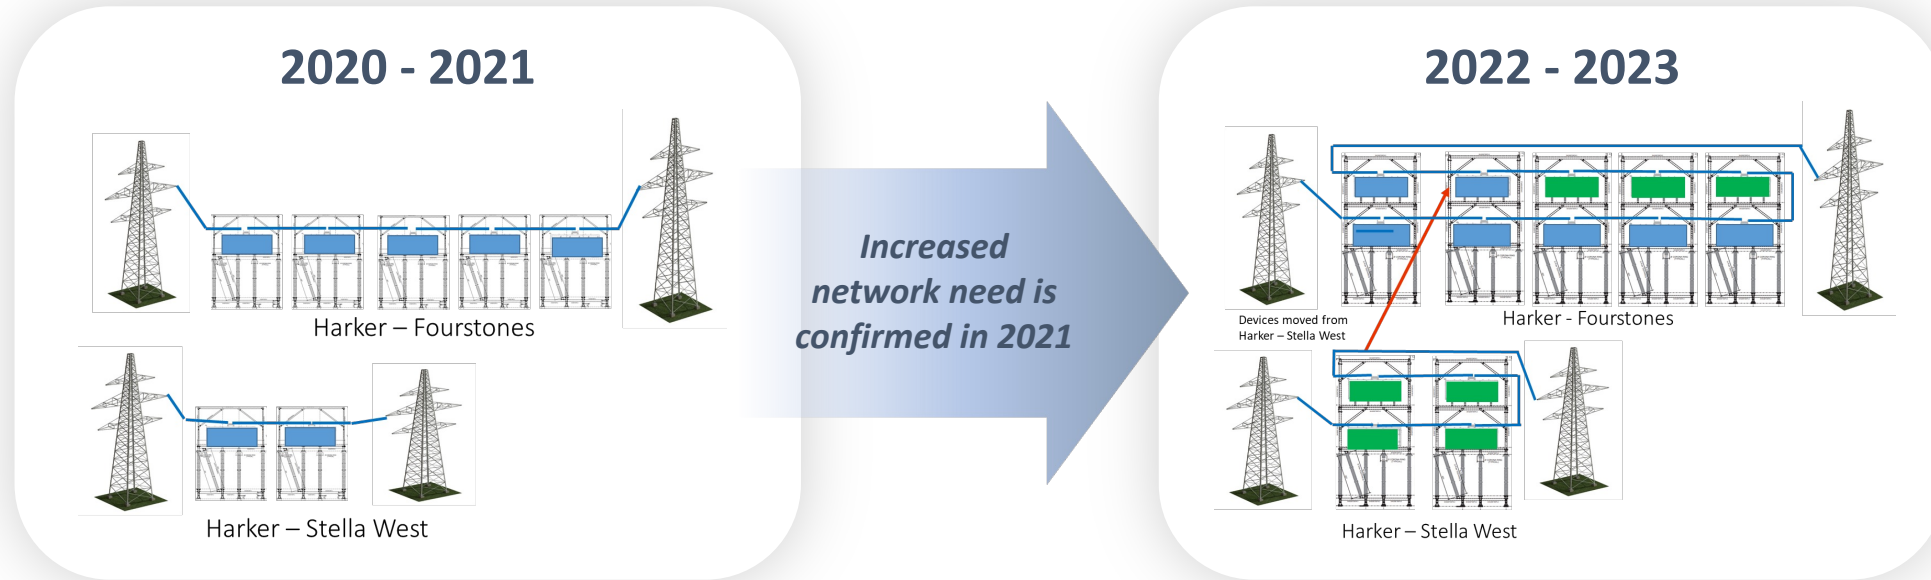 2020 - 2021
Harker – Fourstones
Harker – Stella West
Increased
network need is
confirmed in 2021
2022 - 2023
Devices moved from
Harker – Stella West
Harker - Fourstones
Harker – Stella West